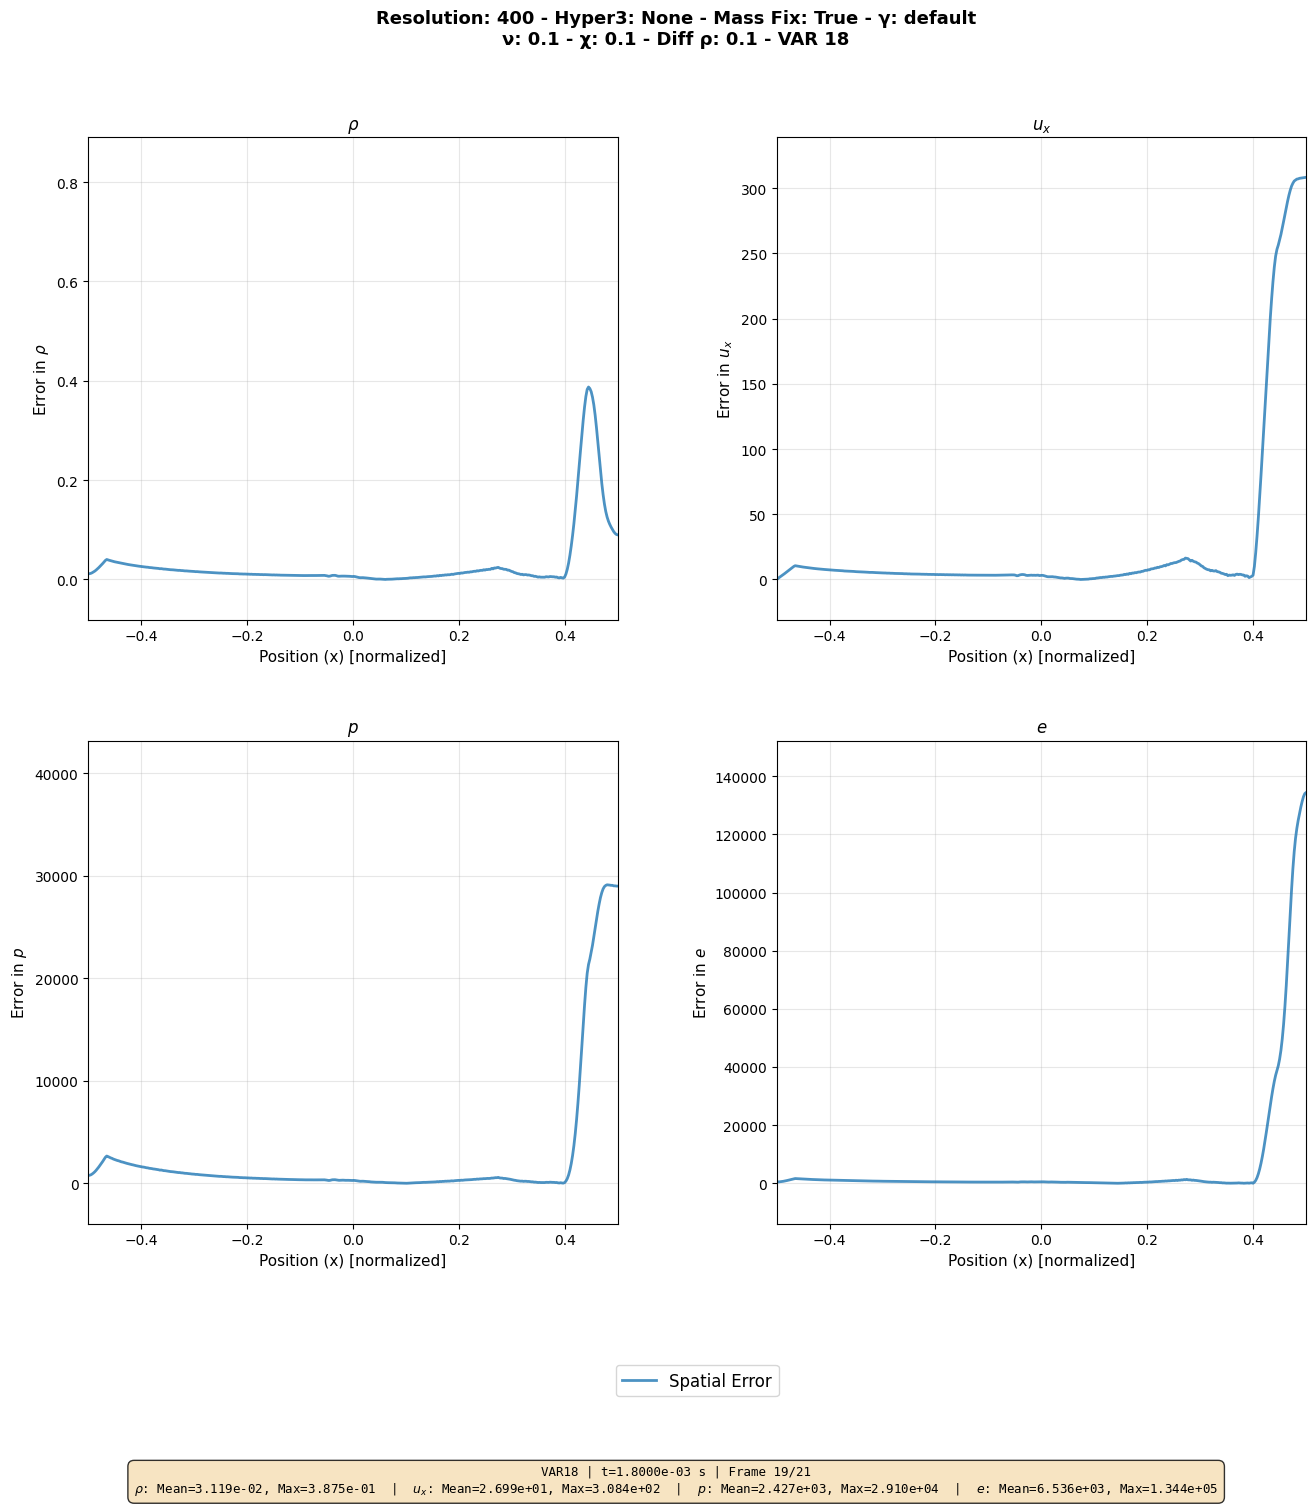 Resolution: 400 - Hyper3: None - Mass Fix: True - γ: default
ν: 0.1 - χ: 0.1 - Diff ρ: 0.1 - VAR 18
ρ
Error in ρ
0.8
0.6
0.4
0.2
0.0
−0.4 −0.2 0.0 0.2 0.4
Position (x) [normalized]
u_x
Error in u_x
300
250
200
150
100
50
0
−0.4 −0.2 0.0 0.2 0.4
Position (x) [normalized]
p
Error in p
40000
30000
20000
10000
0
−0.4 −0.2 0.0 0.2 0.4
Position (x) [normalized]
e
Error in e
140000
120000
100000
80000
60000
40000
20000
0
−0.4 −0.2 0.0 0.2 0.4
Position (x) [normalized]
Spatial Error
VAR18 | t=1.8000e-03 s | Frame 19/21
ρ: Mean=3.119e-02, Max=3.875e-01 | u_x: Mean=2.699e+01, Max=3.084e+02 | p: Mean=2.427e+03, Max=2.910e+04 | e: Mean=6.536e+03, Max=1.344e+05